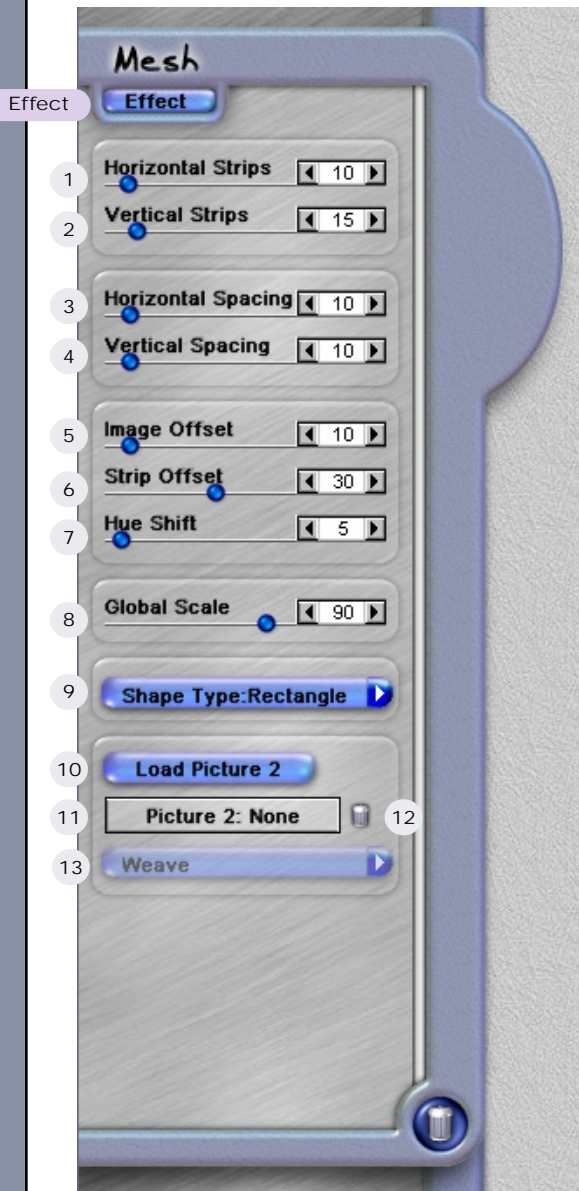 Mesh
Effect Effect
1 Horizontal Strips 10
2 Vertical Strips 15
3 Horizontal Spacing 10
4 Vertical Spacing 10
5 Image Offset 10
6 Strip Offset 30
7 Hue Shift 5
8 Global Scale 90
9 Shape Type:Rectangle
10 Load Picture 2
11 Picture 2: None 12
13 Weave